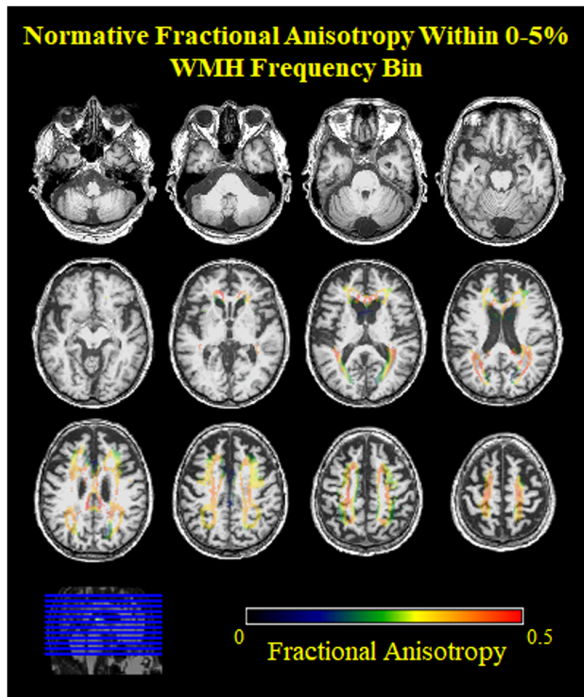 Normative Fractional Anisotropy Within 0-5%
WMH Frequency Bin
0
0.5
Fractional Anisotropy